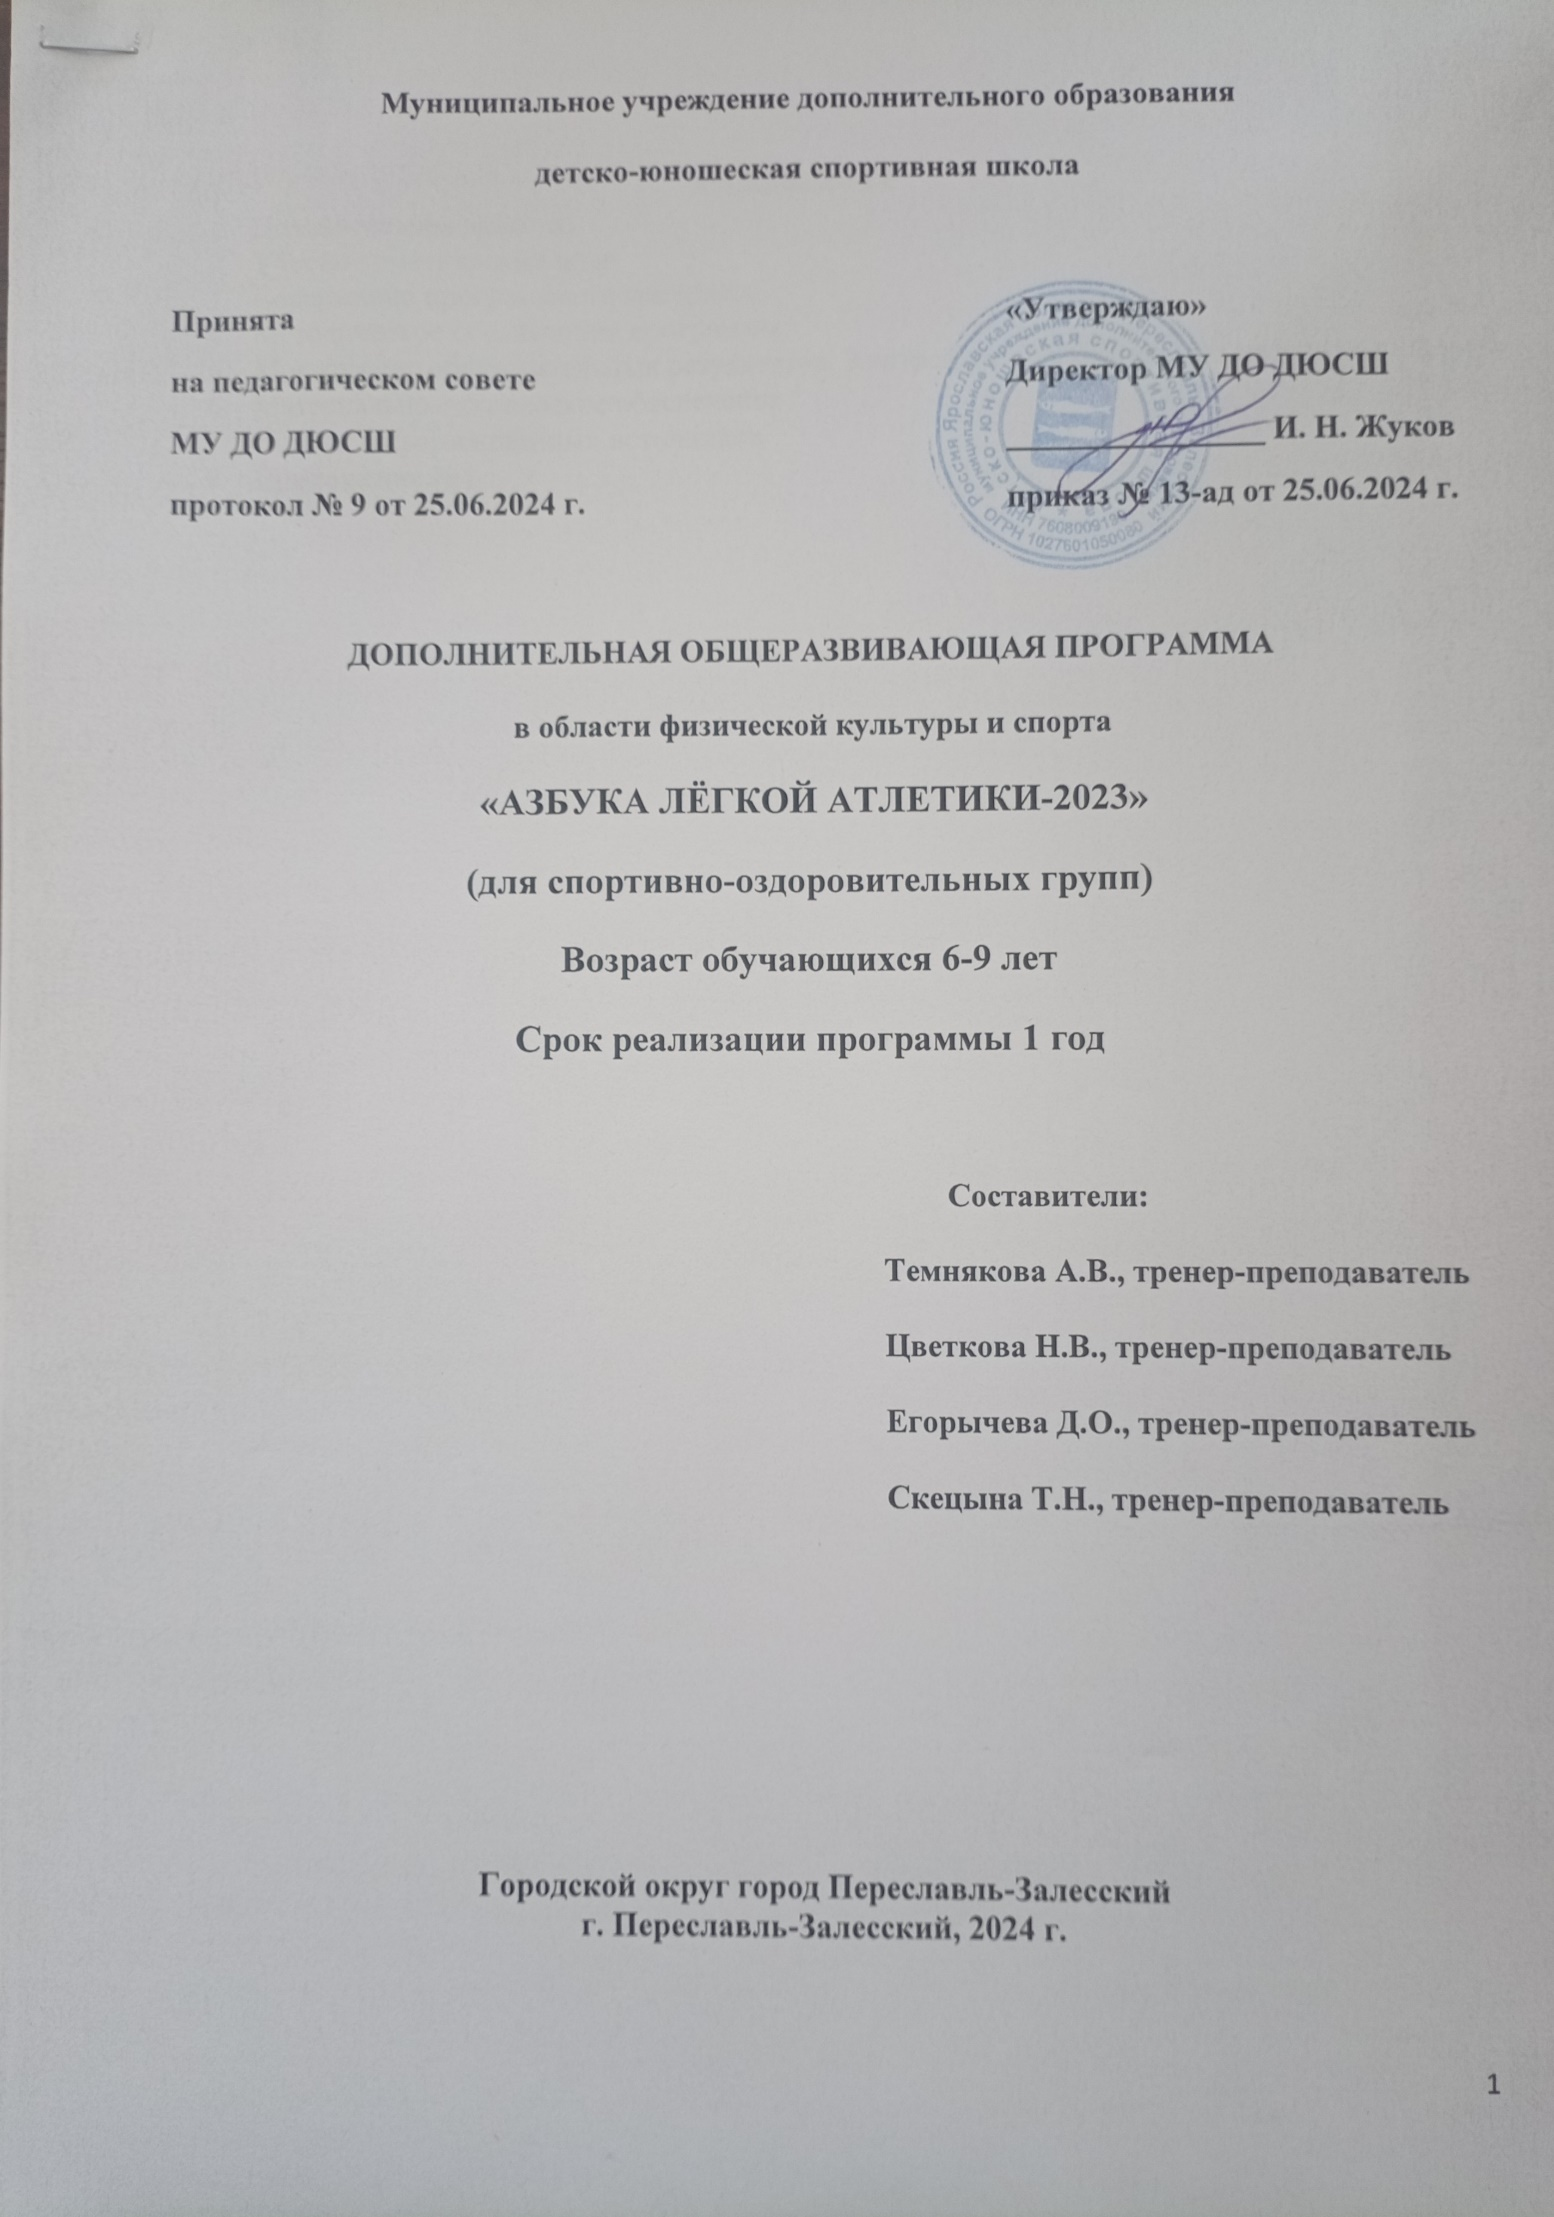 Муниципальное учреждение дополнительного образования
детско-юношеская спортивная школа
Принята
на педагогическом совете
МУ ДО ДЮСШ
протокол № 9 от 25.06.2024 г.
«Утверждаю»
Директор МУ ДО ДЮСШ
И. Н. Жуков
приказ № 13-ад от 25.06.2024 г.
ОГРН 1027601050080
ДОПОЛНИТЕЛЬНАЯ ОБЩЕРАЗВИВАЮЩАЯ ПРОГРАММА
в области физической культуры и спорта
«АЗБУКА ЛЁГКОЙ АТЛЕТИКИ-2023»
(для спортивно-оздоровительных групп)
Возраст обучающихся 6-9 лет
Срок реализации программы 1 год
Составители:
Темнякова А.В., тренер-преподаватель
Цветкова Н.В., тренер-преподаватель
Егорычева Д.О., тренер-преподаватель
Скецына Т.Н., тренер-преподаватель
Городской округ город Переславль-Залесский
г. Переславль-Залесский, 2024 г.
1